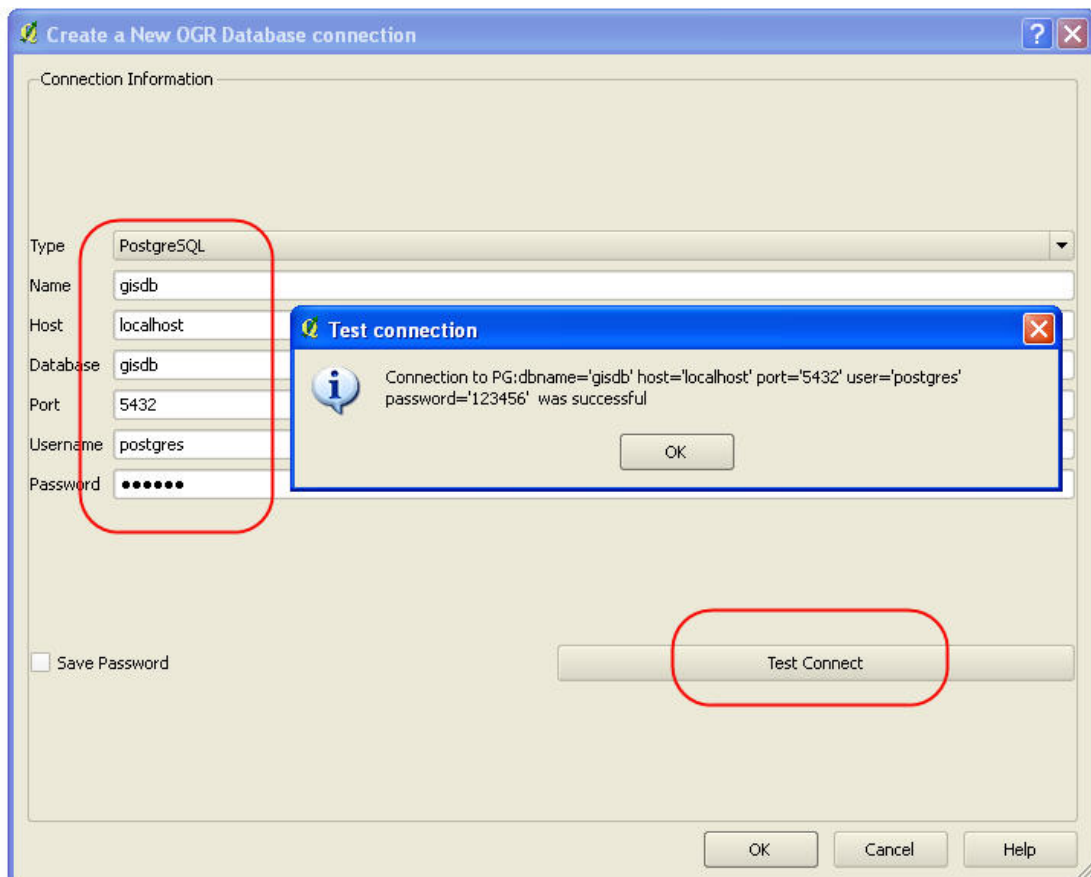 Create a New OGR Database connection
Connection Information
Type PostgreSQL
Name gisdb
Host localhost
Database gisdb
Port 5432
Username postgres
Password ●●●●●●
Test connection
Connection to PG:dbname='gisdb' host='localhost' port='5432' user='postgres'
password='123456' was successful
OK
Save Password
Test Connect
OK Cancel Help